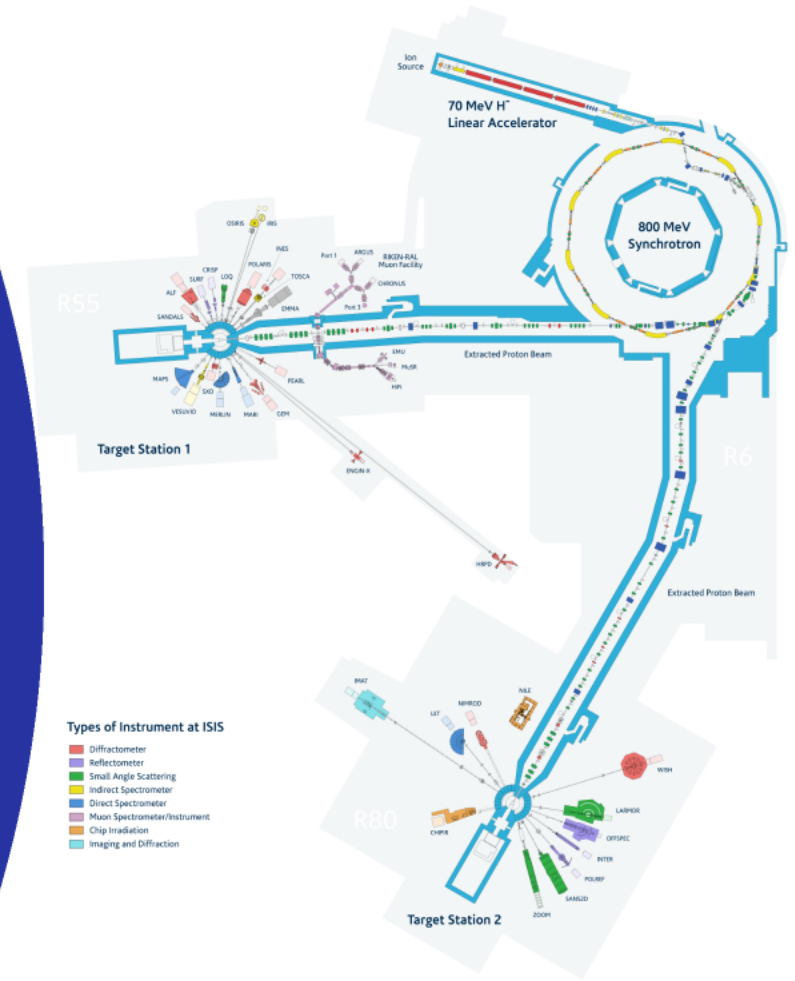 Ion
Source
70 MeV H⁻
Linear Accelerator
800 MeV
Synchrotron
OSIRIS
IRIS
INES
POLARIS
TOSCA
CRISP
LOQ
SURF
ALF
SANDALS
EMMA
Port 1
ARGUS
RIKEN-RAL
Muon Facility
CHRONUS
Port 3
R55
Extracted Proton Beam
EMU
MuSR
HiFi
MAPS
VESUVIO
SXD
MERLIN
MARI
GEM
PEARL
Target Station 1
ENGIN-X
HRPD
R6
Extracted Proton Beam
IMAT
LET
NIMROD
NILE
WISH
LARMOR
OFFSPEC
INTER
POLREF
SANS2D
ZOOM
CHIPIR
R80
Target Station 2
Types of Instrument at ISIS
Diffractometer
Reflectometer
Small Angle Scattering
Indirect Spectrometer
Direct Spectrometer
Muon Spectrometer/Instrument
Chip Irradiation
Imaging and Diffraction